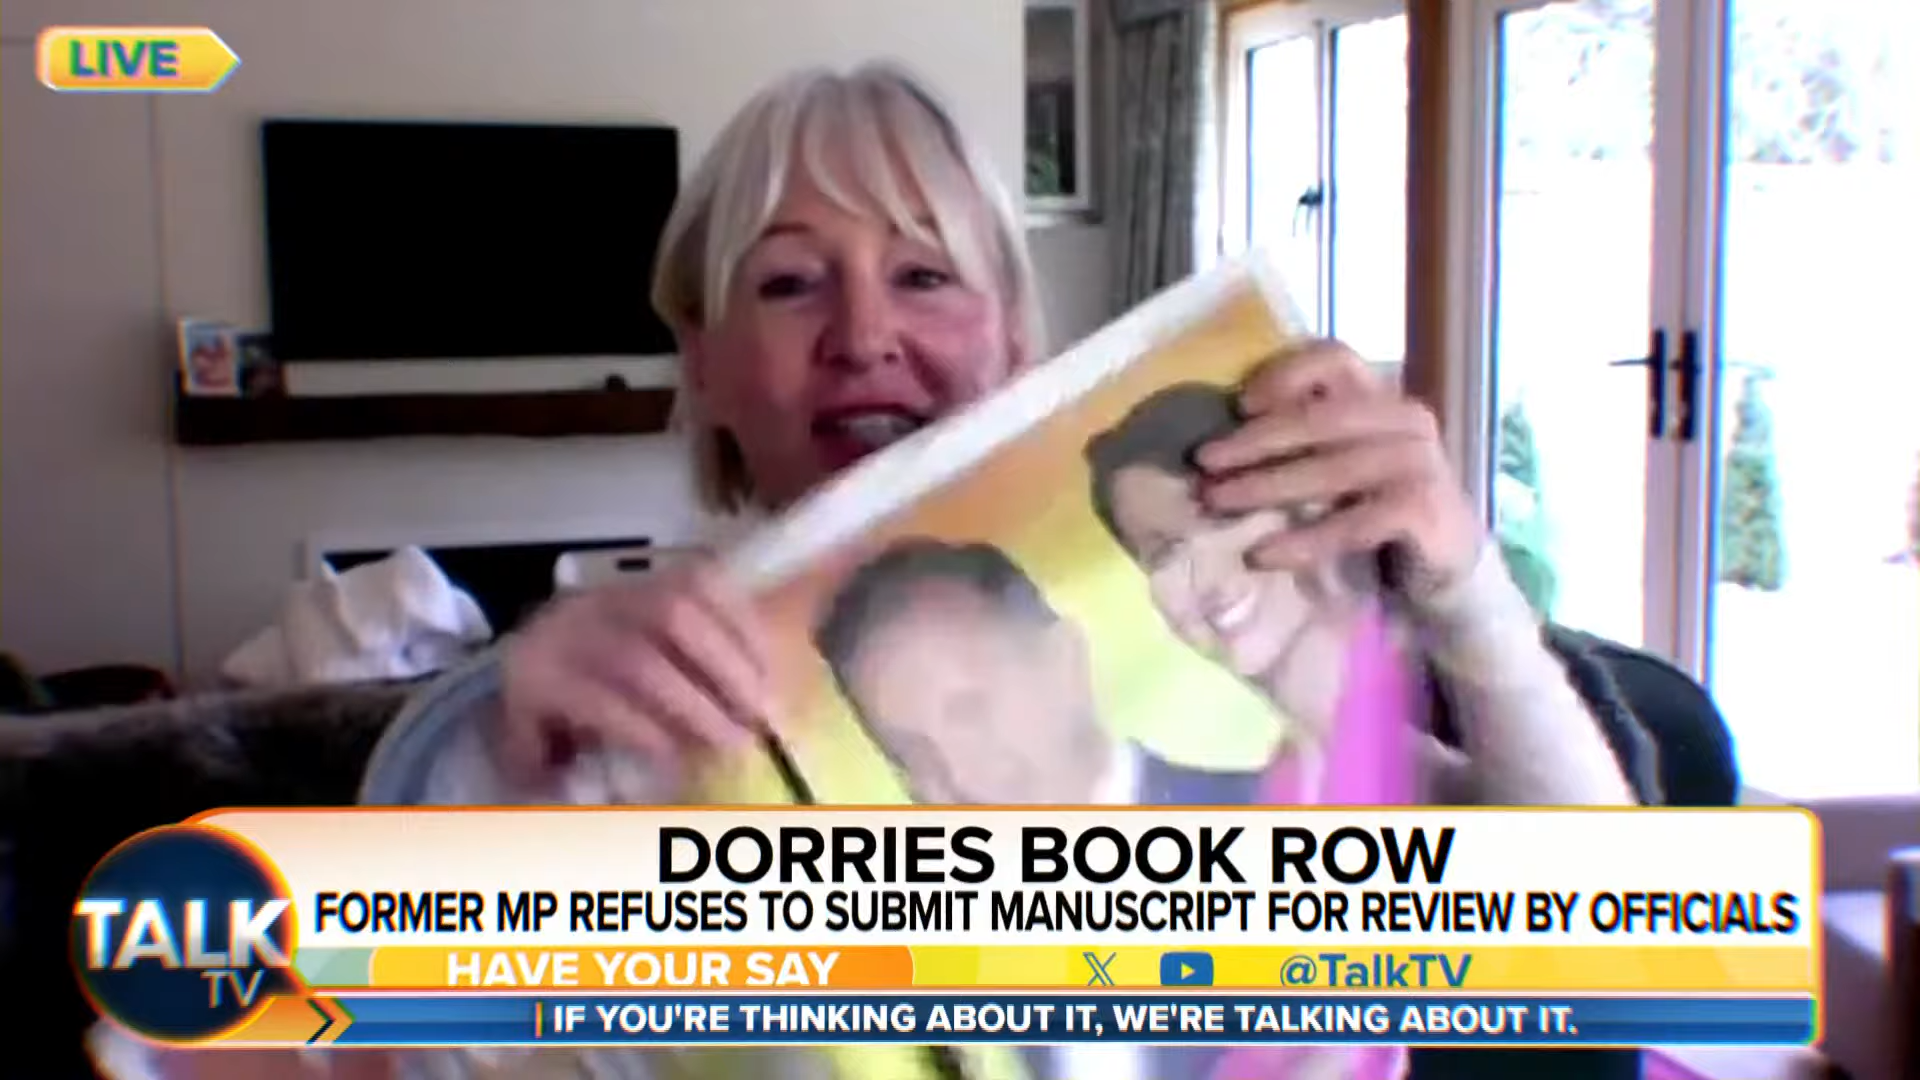 LIVE
DORRIES BOOK ROW
FORMER MP REFUSES TO SUBMIT MANUSCRIPT FOR REVIEW BY OFFICIALS
TALK
TV
HAVE YOUR SAY
@TalkTV
IF YOU'RE THINKING ABOUT IT, WE'RE TALKING ABOUT IT.